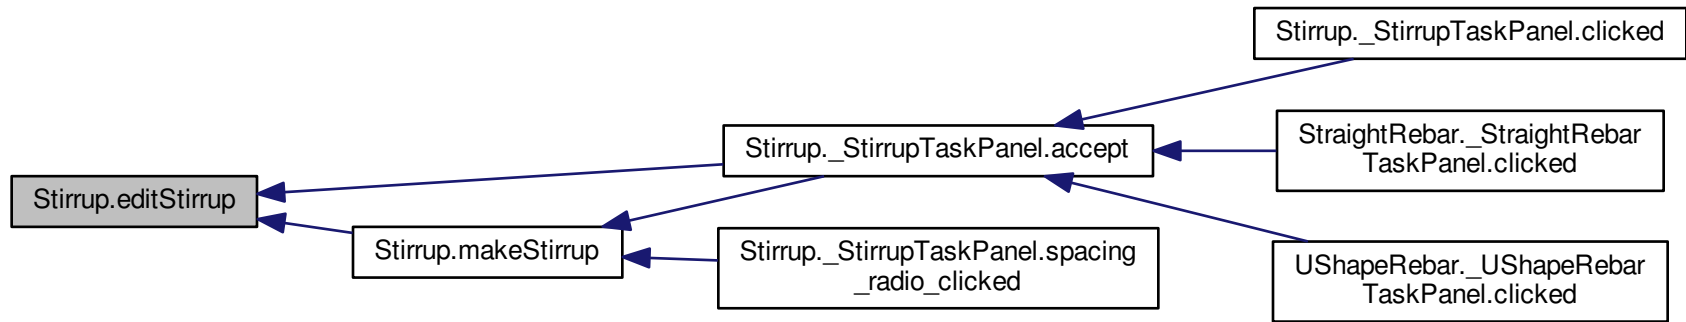 Stirrup._StirrupTaskPanel.clicked
StraightRebar._StraightRebar
TaskPanel.clicked
Stirrup._StirrupTaskPanel.accept
Stirrup.editStirrup
Stirrup.makeStirrup
Stirrup._StirrupTaskPanel.spacing
_radio_clicked
UShapeRebar._UShapeRebar
TaskPanel.clicked